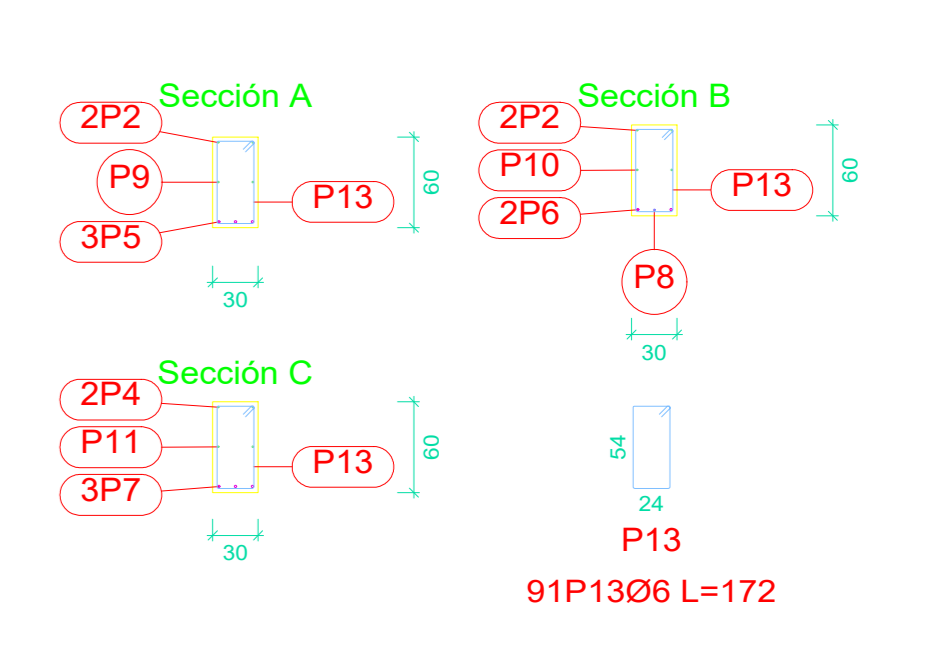 Sección A
2P2
P9
3P5
P13
60
30
Sección B
2P2
P10
2P6
P13
P8
60
30
Sección C
2P4
P11
3P7
P13
60
30
54
24
P13
91P13Ø6 L=172